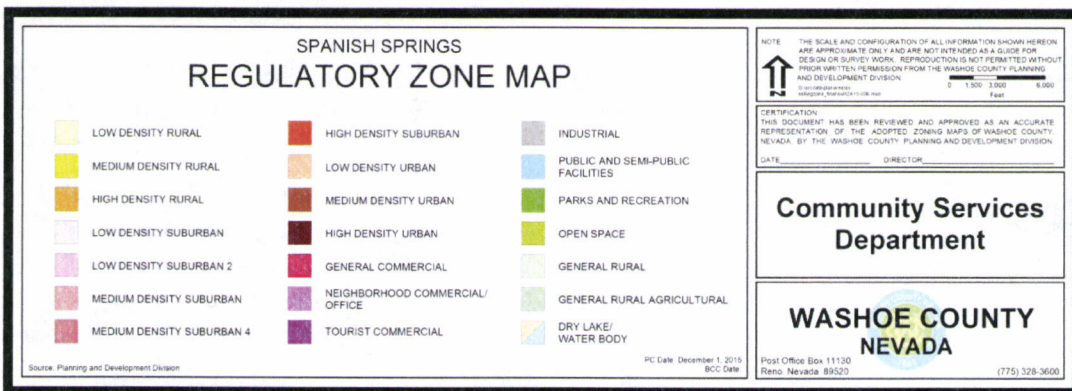 SPANISH SPRINGS
REGULATORY ZONE MAP
LOW DENSITY RURAL
MEDIUM DENSITY RURAL
HIGH DENSITY RURAL
LOW DENSITY SUBURBAN
LOW DENSITY SUBURBAN 2
MEDIUM DENSITY SUBURBAN
MEDIUM DENSITY SUBURBAN 4
HIGH DENSITY SUBURBAN
LOW DENSITY URBAN
MEDIUM DENSITY URBAN
HIGH DENSITY URBAN
GENERAL COMMERCIAL
NEIGHBORHOOD COMMERCIAL/
OFFICE
TOURIST COMMERCIAL
INDUSTRIAL
PUBLIC AND SEMI-PUBLIC
FACILITIES
PARKS AND RECREATION
OPEN SPACE
GENERAL RURAL
GENERAL RURAL AGRICULTURAL
DRY LAKE/
WATER BODY
Source: Planning and Development Division
PC Date December 1, 2015
BCC Date
NOTE THE SCALE AND CONFIGURATION OF ALL INFORMATION SHOWN HEREON
ARE APPROXIMATE ONLY AND ARE NOT INTENDED AS A GUIDE FOR
DESIGN OR SURVEY WORK. REPRODUCTION IS NOT PERMITTED WITHOUT
PRIOR WRITTEN PERMISSION FROM THE WASHOE COUNTY PLANNING
AND DEVELOPMENT DIVISION.
N
0 1,500 3,000 6,000
Feet
CERTIFICATION:
THIS DOCUMENT HAS BEEN REVIEWED AND APPROVED AS AN ACCURATE
REPRESENTATION OF THE ADOPTED ZONING MAPS OF WASHOE COUNTY,
NEVADA, BY THE WASHOE COUNTY PLANNING AND DEVELOPMENT DIVISION.
DATE DIRECTOR
Community Services
Department
WASHOE COUNTY
NEVADA
Post Office Box 11130
Reno, Nevada 89520
(775) 328-3600